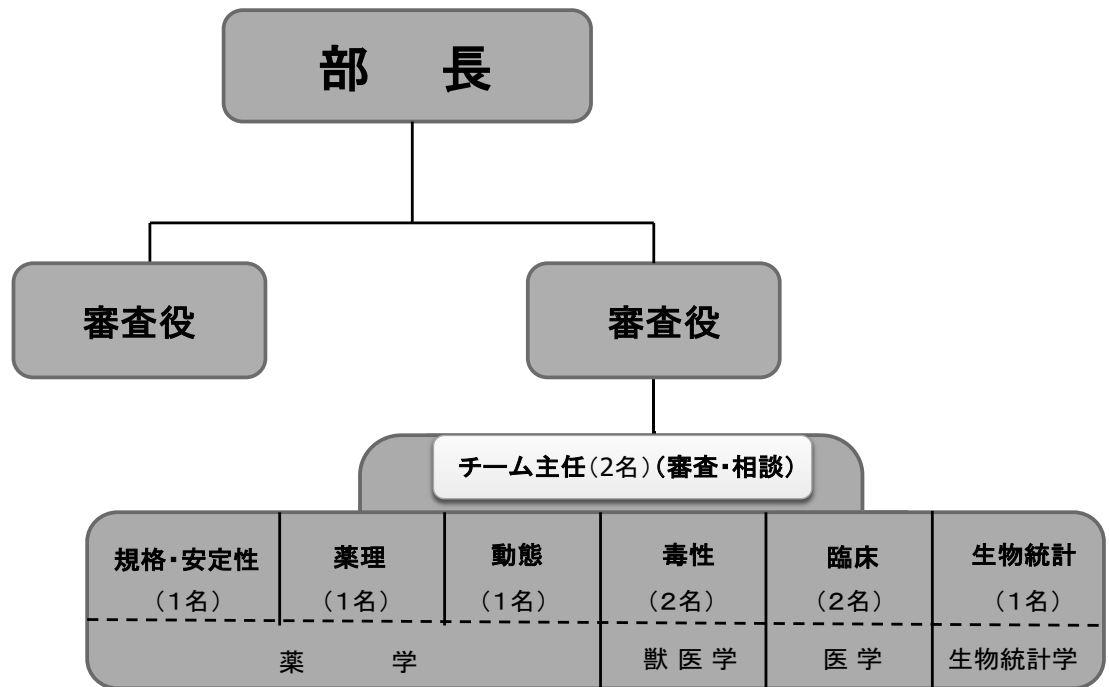 部　長
審査役　審査役
チーム主任(2名)(審査・相談)
規格・安定性　薬理　動態　毒性　臨床　生物統計
（1名）　（1名）　（1名）　（2名）　（2名）　（1名）
薬　学　獣医学　医学　生物統計学